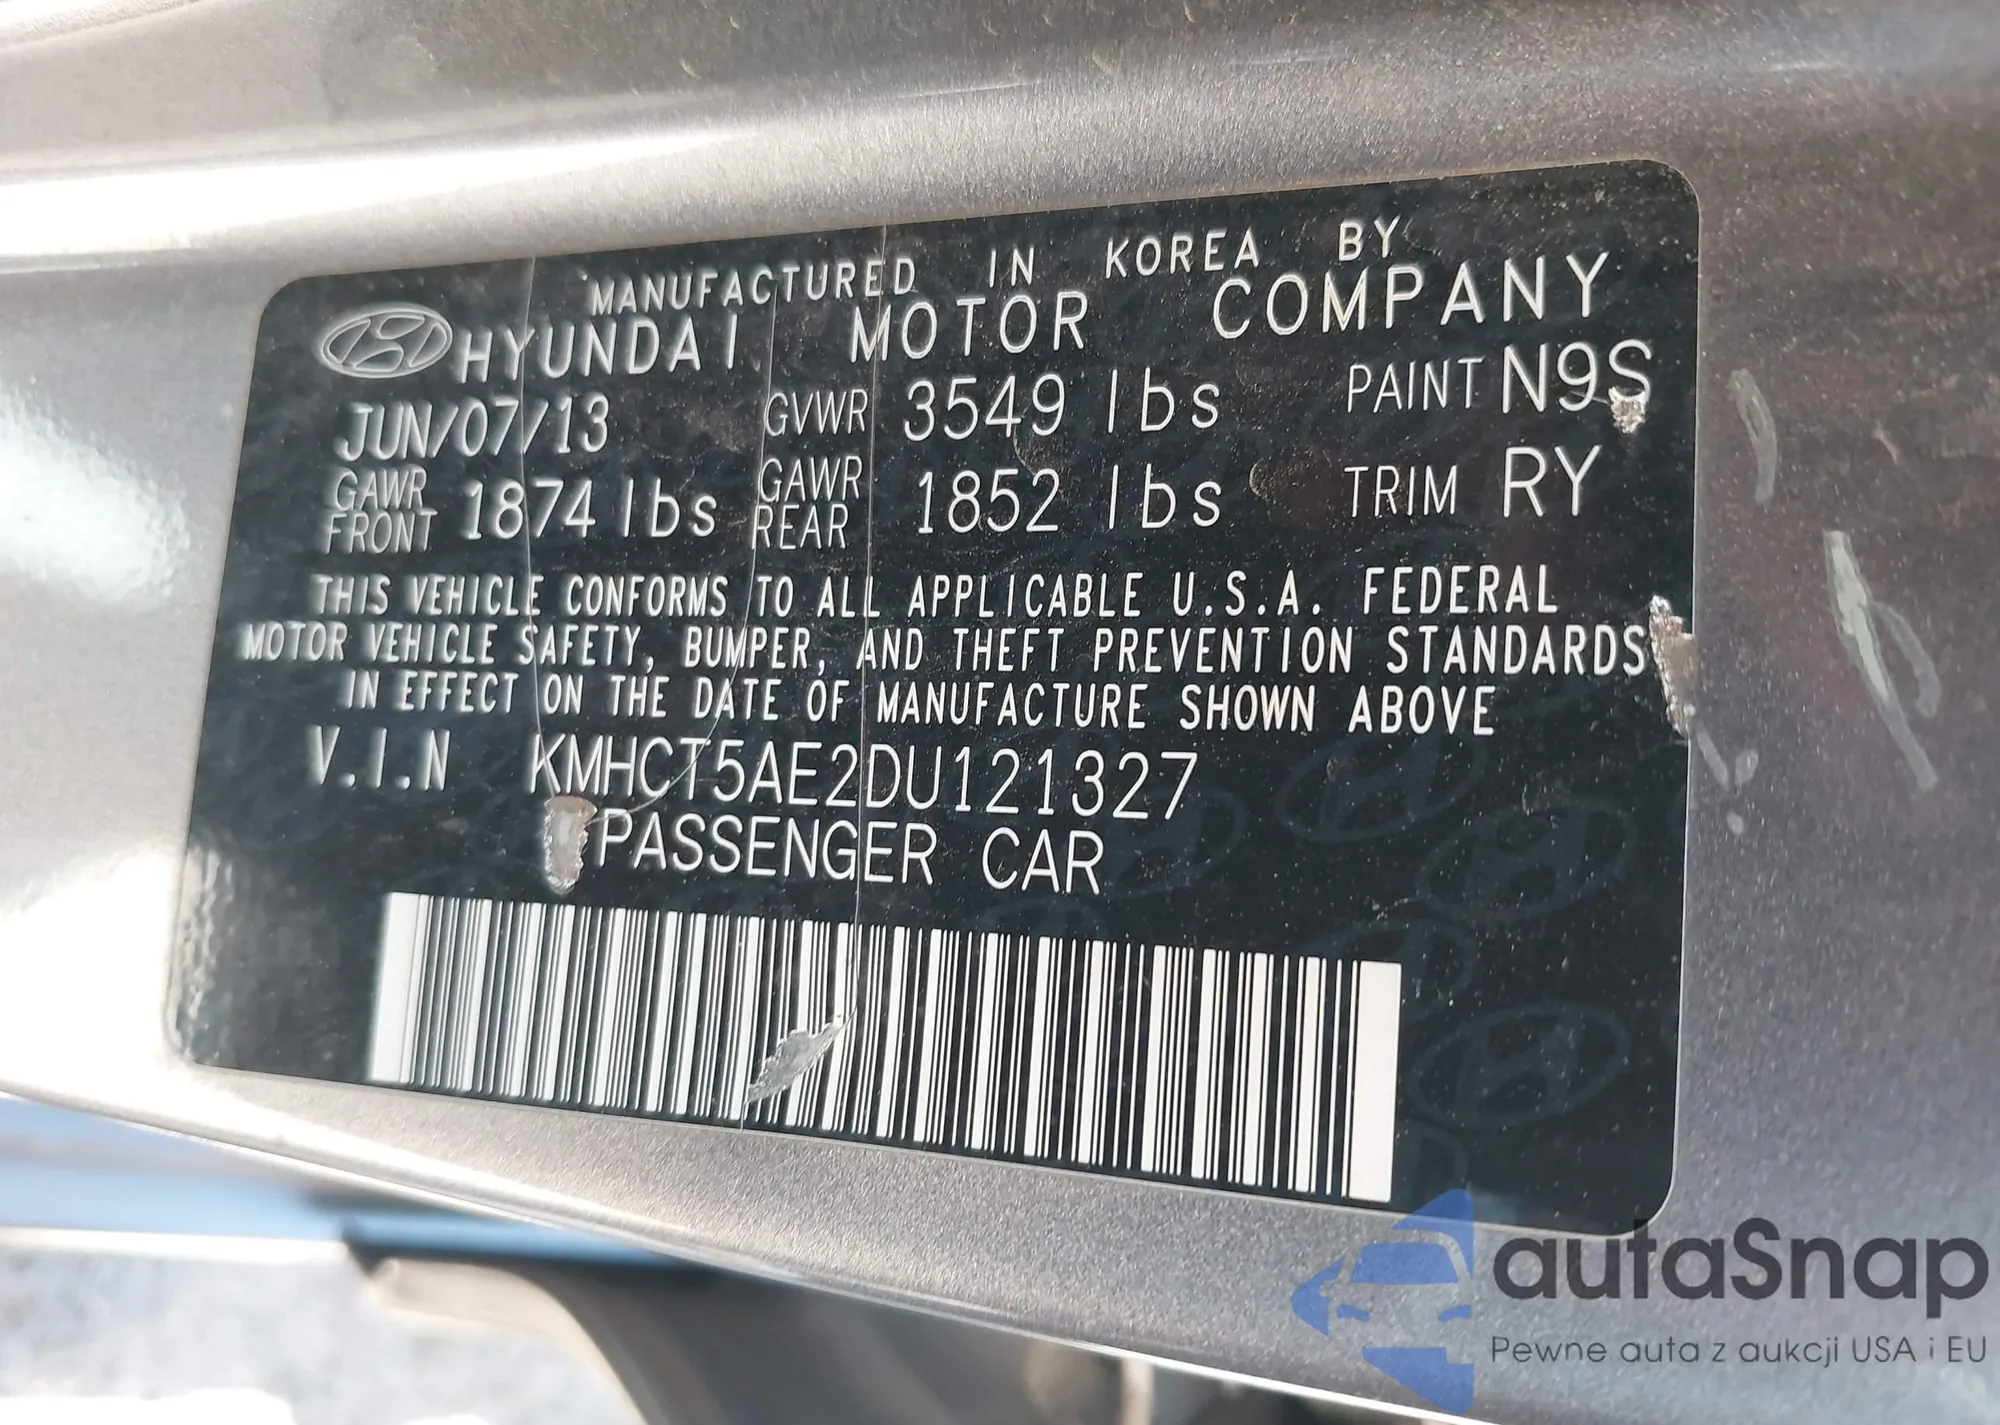 MANUFACTURED IN KOREA BY
HYUNDAI MOTOR COMPANY
JUN/07/13 GVWR 3549 lbs PAINT N9S
GAWR FRONT 1874 lbs GAWR REAR 1852 lbs TRIM RY
THIS VEHICLE CONFORMS TO ALL APPLICABLE U.S.A. FEDERAL
MOTOR VEHICLE SAFETY, BUMPER, AND THEFT PREVENTION STANDARDS
IN EFFECT ON THE DATE OF MANUFACTURE SHOWN ABOVE
V.I.N KMHCT5AE2DU121327
PASSENGER CAR
autaSnap
Pewne auta z aukcji USA i EU